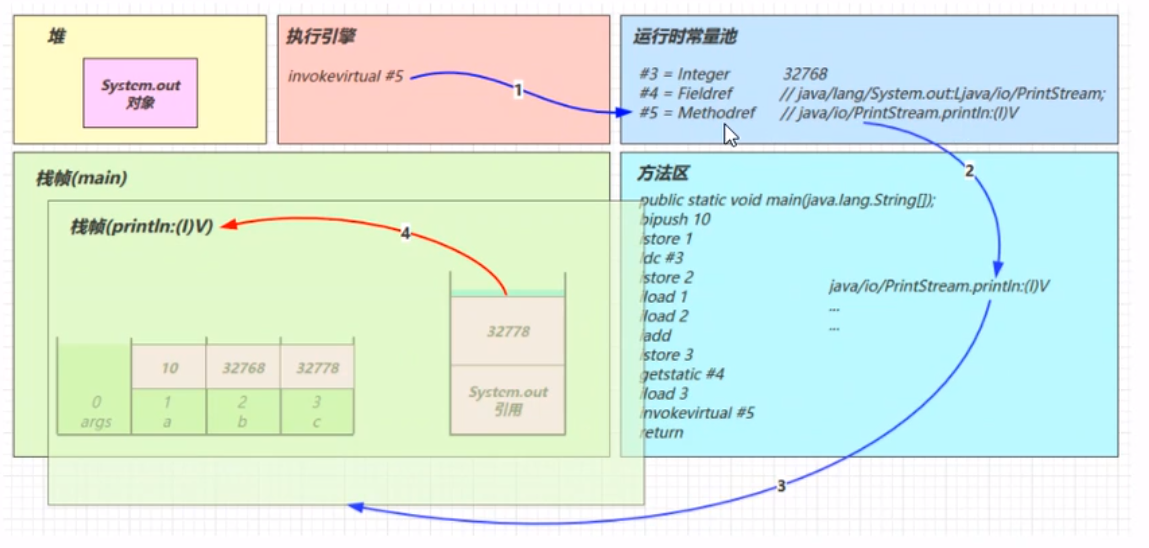 堆
System.out
对象
执行引擎
invokevirtual #5
1
运行时常量池
#3 = Integer 32768
#4 = Fieldref // java/lang/System.out:Ljava/io/PrintStream;
#5 = Methodref // java/io/PrintStream.println:(I)V
2
栈帧(main)
栈帧(println:(I)V)
4
10 32768 32778
0 1 2 3
args a b c
32778
System.out
引用
方法区
public static void main(java.lang.String[]);
bipush 10
istore 1
ldc #3
istore 2
iload 1
iload 2
iadd
istore 3
getstatic #4
iload 3
invokevirtual #5
return
java/io/PrintStream.println:(I)V
...
...
3